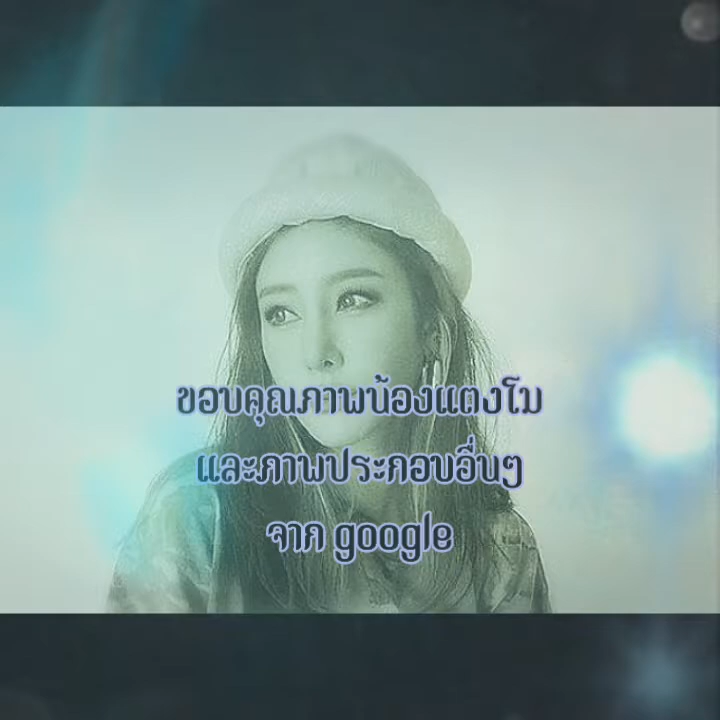 ขอบคุณภาพน้องแตงโม
และภาพประกอบอื่นๆ
จาก google